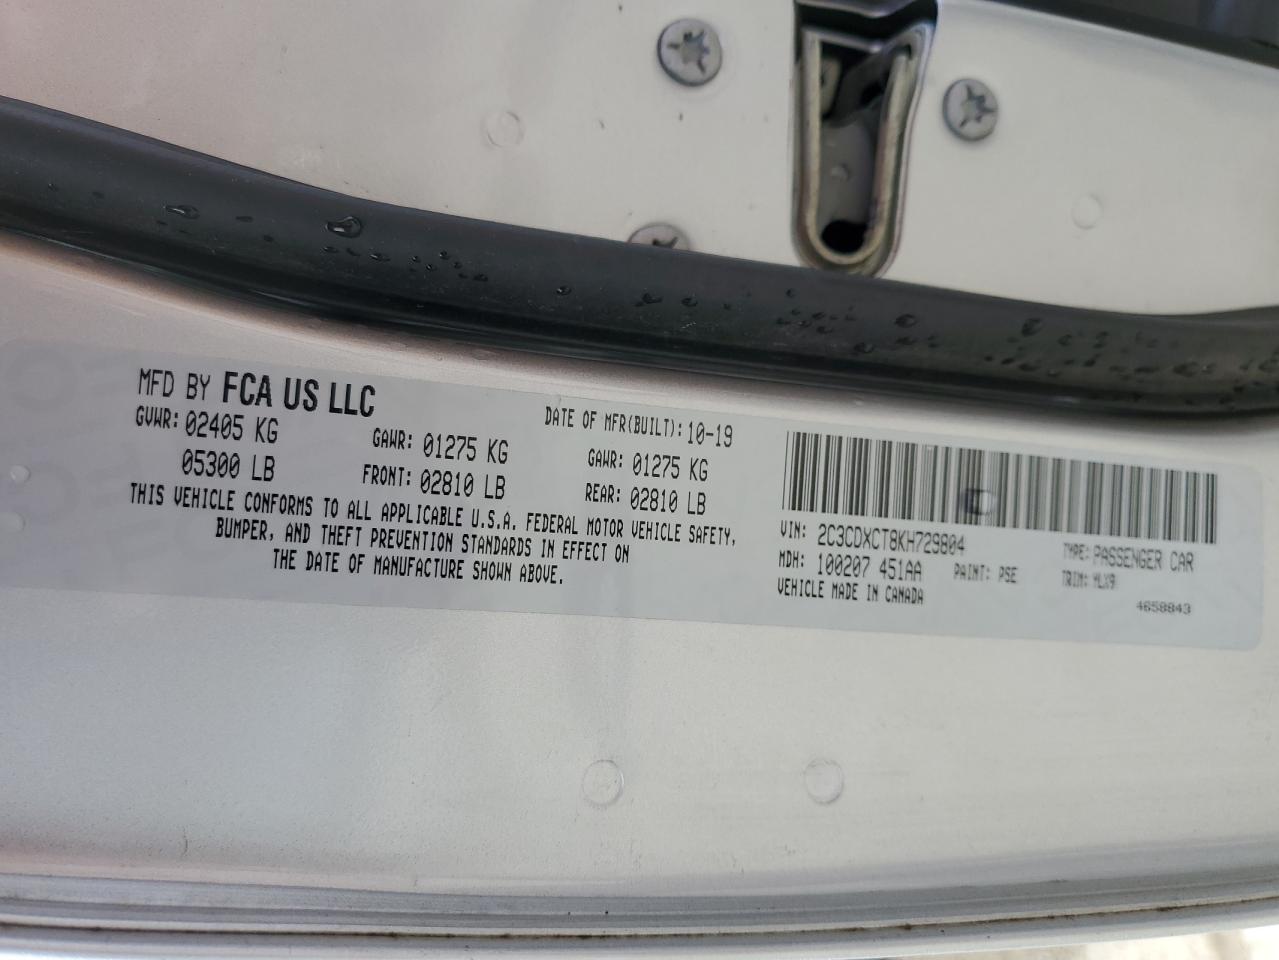 MFD BY FCA US LLC
DATE OF MFR(BUILT): 10-19
GVWR: 02405 KG
GAWR: 01275 KG
GAWR: 01275 KG
05300 LB
FRONT: 02810 LB
REAR: 02810 LB
THIS VEHICLE CONFORMS TO ALL APPLICABLE U.S.A. FEDERAL MOTOR VEHICLE SAFETY,
BUMPER, AND THEFT PREVENTION STANDARDS IN EFFECT ON
THE DATE OF MANUFACTURE SHOWN ABOVE.
VIN: 2C3CDXCT8KH729804
TYPE: PASSENGER CAR
MDH: 100207 451AA
PAINT: PSE
TRIM: YLX9
VEHICLE MADE IN CANADA
4658843